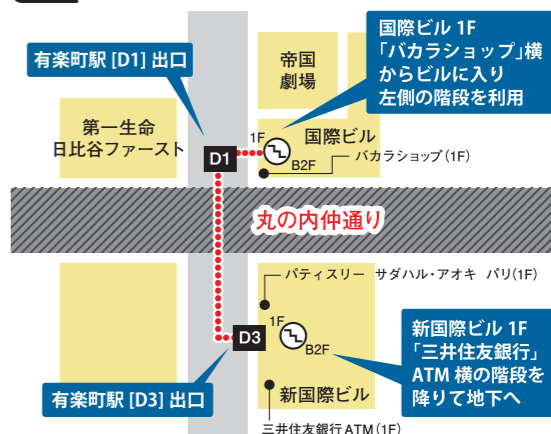 国際ビル 1F
「バカラショップ」横
からビルに入り
左側の階段を利用
有楽町駅 [D1] 出口
帝国
劇場
第一生命
日比谷ファースト
1F
国際ビル
D1
B2F
バカラショップ(1F)
丸の内仲通り
パティスリー サダハル・アオキ パリ(1F)
1F
D3
B2F
新国際ビル 1F
「三井住友銀行」
ATM 横の階段を
降りて地下へ
有楽町駅 [D3] 出口
新国際ビル
三井住友銀行 ATM(1F)